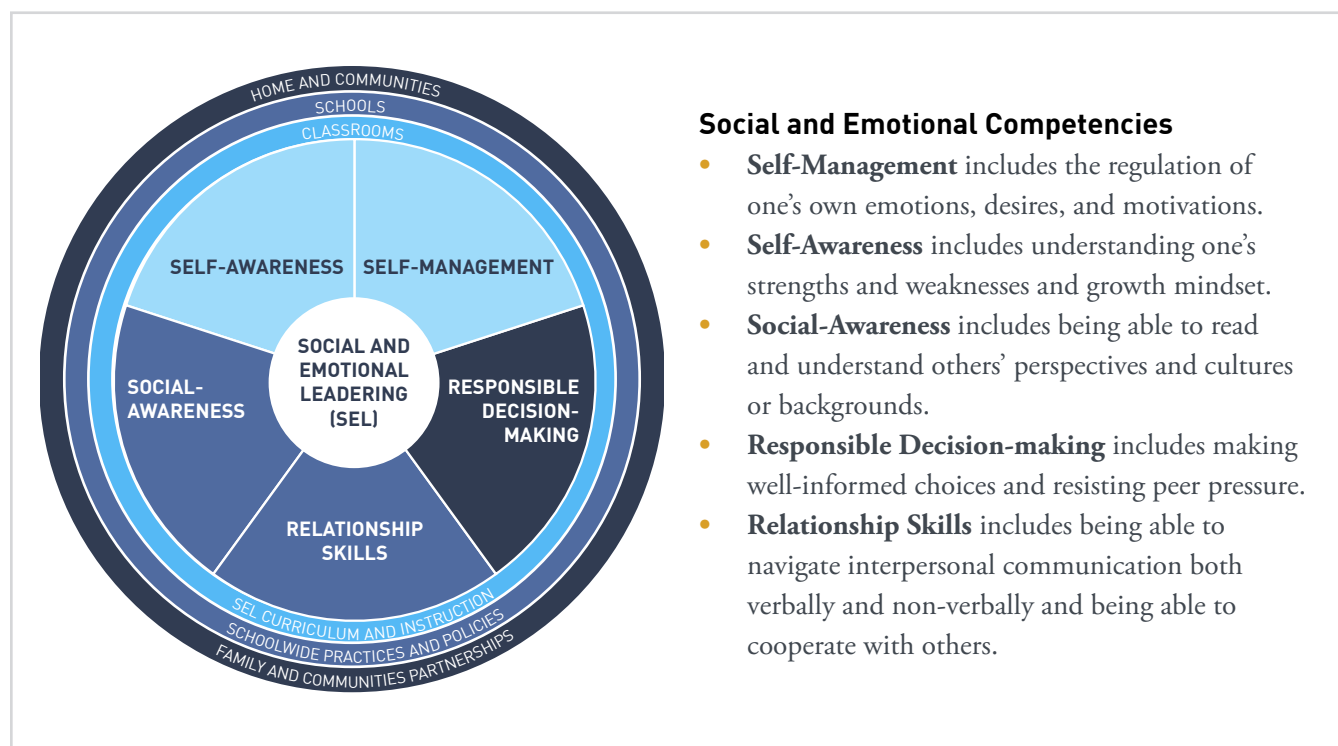 HOME AND COMMUNITIES
SCHOOLS
CLASSROOMS
SELF-AWARENESS
SELF-MANAGEMENT
SOCIAL AND
EMOTIONAL
LEADERING
(SEL)
SOCIAL-
AWARENESS
RESPONSIBLE
DECISION-
MAKING
RELATIONSHIP
SKILLS
SEL CURRICULUM AND INSTRUCTION
SCHOOLWIDE PRACTICES AND POLICIES
FAMILY AND COMMUNITIES PARTNERSHIPS
Social and Emotional Competencies
• Self-Management includes the regulation of
one’s own emotions, desires, and motivations.
• Self-Awareness includes understanding one’s
strengths and weaknesses and growth mindset.
• Social-Awareness includes being able to read
and understand others’ perspectives and cultures
or backgrounds.
• Responsible Decision-making includes making
well-informed choices and resisting peer pressure.
• Relationship Skills includes being able to
navigate interpersonal communication both
verbally and non-verbally and being able to
cooperate with others.